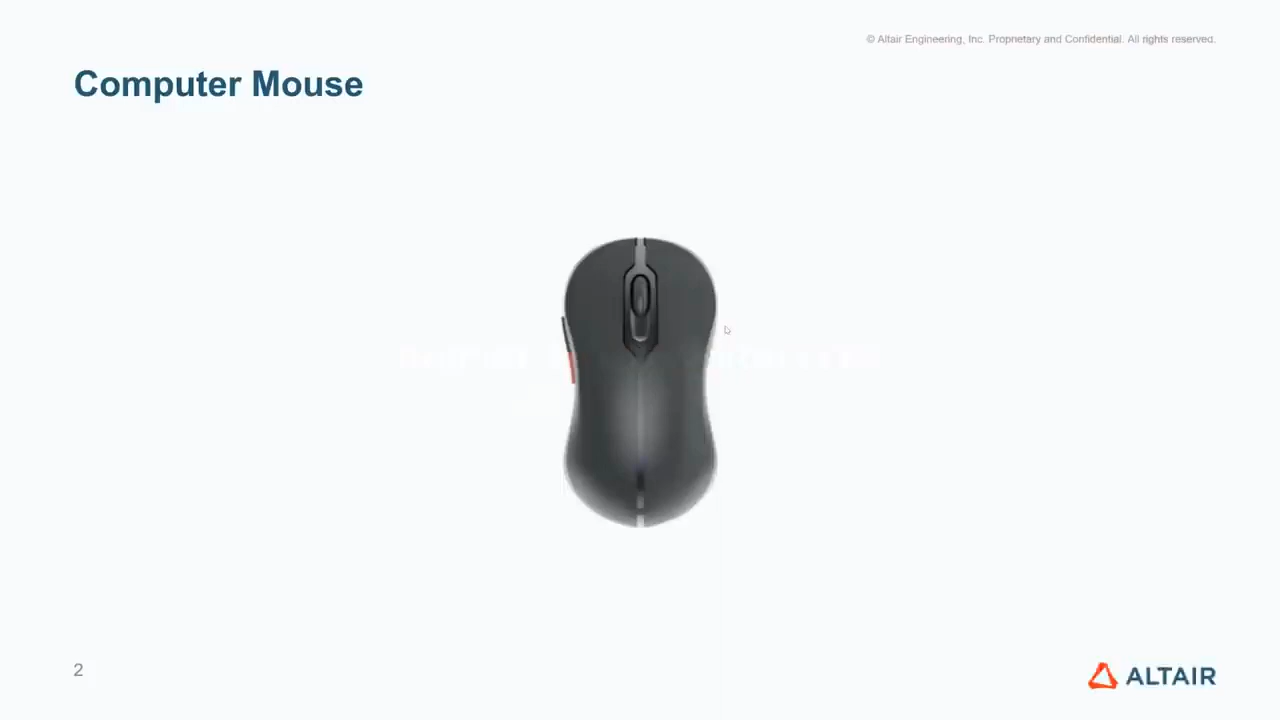 © Altair Engineering, Inc. Proprietary and Confidential. All rights reserved.
Computer Mouse
2
ALTAIR